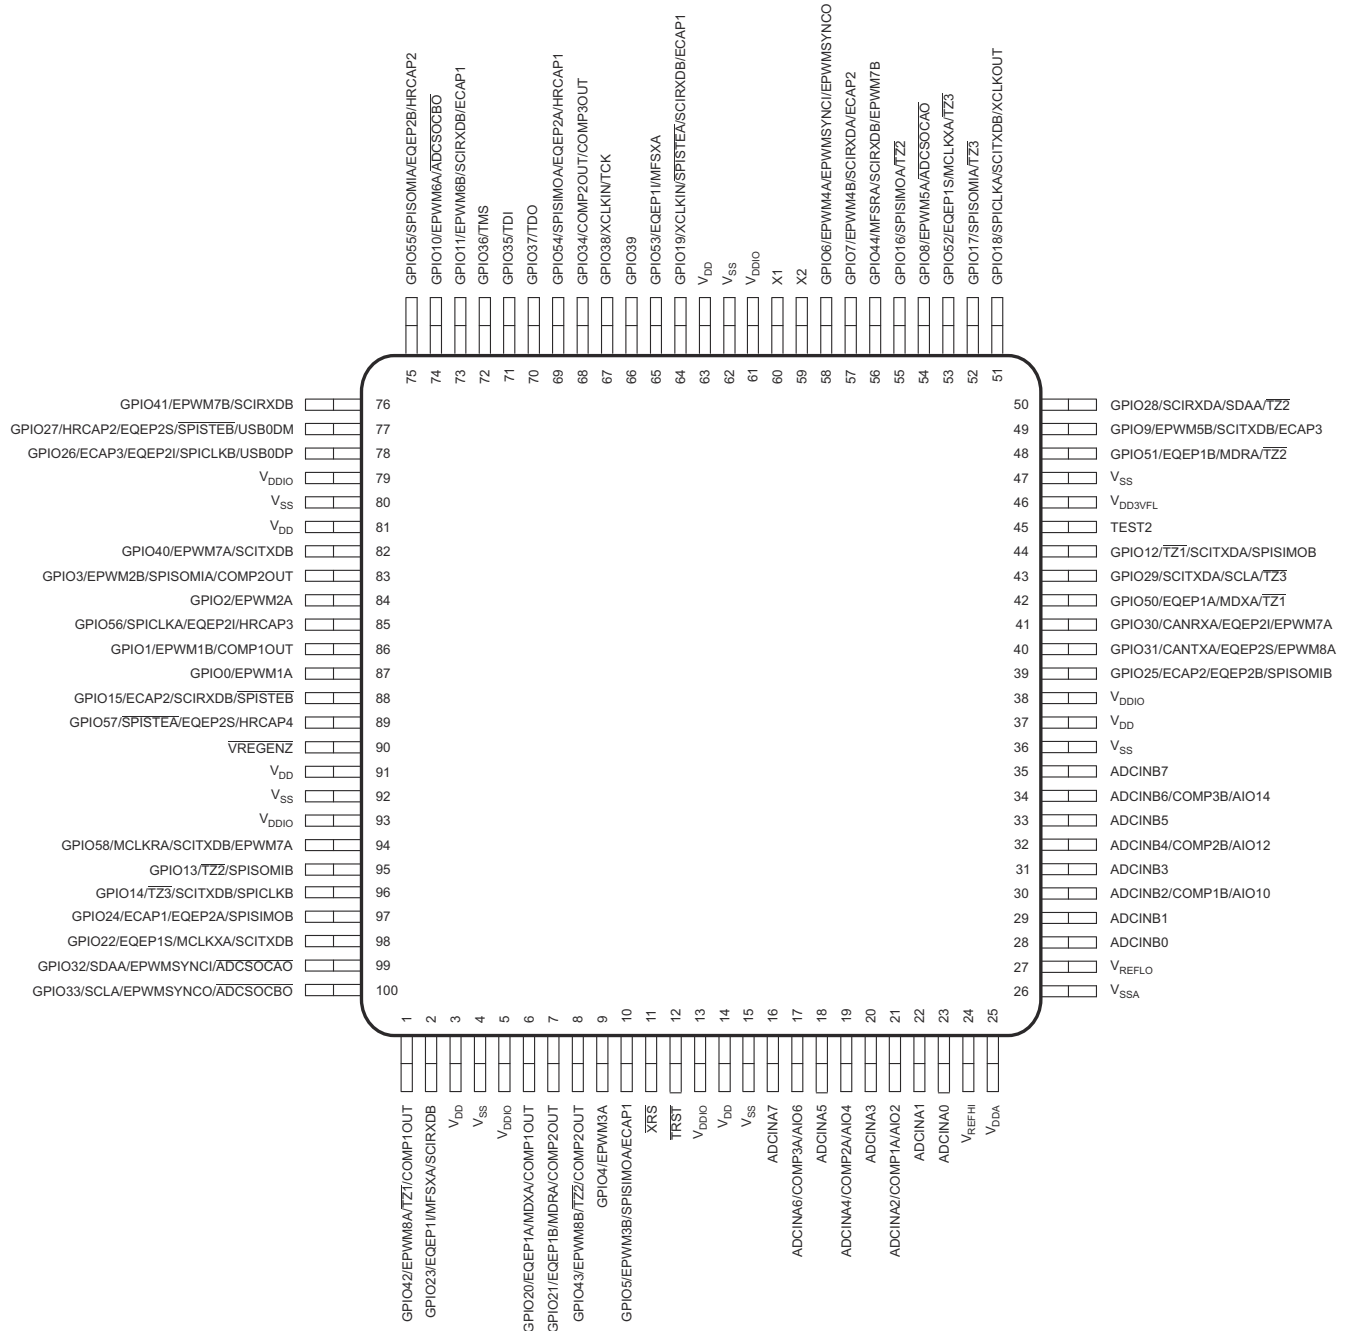 GPIO55/SPISOMIA/EQEP2B/HRCAP2
GPIO10/EPWM6A/ADCSOCBO
GPIO11/EPWM6B/SCIRXDB/ECAP1
GPIO36/TMS
GPIO35/TDI
GPIO37/TDO
GPIO54/SPISIMOA/EQEP2A/HRCAP1
GPIO34/COMP2OUT/COMP3OUT
GPIO38/XCLKIN/TCK
GPIO39
GPIO53/EQEP1I/MFSXA
GPIO19/XCLKIN/SPISTEA/SCIRXDB/ECAP1
VDD
VSS
VDDIO
X1
X2
GPIO6/EPWM4A/EPWMSYNCI/EPWMSYNCO
GPIO7/EPWM4B/SCIRXDA/ECAP2
GPIO44/MFSRA/SCIRXDB/EPWM7B
GPIO16/SPISIMOA/TZ2
GPIO8/EPWM5A/ADCSOCAO
GPIO52/EQEP1S/MCLKXA/TZ3
GPIO17/SPISOMIA/TZ3
GPIO18/SPICLKA/SCITXDB/XCLKOUT
75
74
73
72
71
70
69
68
67
66
65
64
63
62
61
60
59
58
57
56
55
54
53
52
51
GPIO41/EPWM7B/SCIRXDB 76
GPIO27/HRCAP2/EQEP2S/SPISTEB/USB0DM 77
GPIO26/ECAP3/EQEP2I/SPICLKB/USB0DP 78
VDDIO 79
VSS 80
VDD 81
GPIO40/EPWM7A/SCITXDB 82
GPIO3/EPWM2B/SPISOMIA/COMP2OUT 83
GPIO2/EPWM2A 84
GPIO56/SPICLKA/EQEP2I/HRCAP3 85
GPIO1/EPWM1B/COMP1OUT 86
GPIO0/EPWM1A 87
GPIO15/ECAP2/SCIRXDB/SPISTEB 88
GPIO57/SPISTEA/EQEP2S/HRCAP4 89
VREGENZ 90
VDD 91
VSS 92
VDDIO 93
GPIO58/MCLKRA/SCITXDB/EPWM7A 94
GPIO13/TZ2/SPISOMIB 95
GPIO14/TZ3/SCITXDB/SPICLKB 96
GPIO24/ECAP1/EQEP2A/SPISIMOB 97
GPIO22/EQEP1S/MCLKXA/SCITXDB 98
GPIO32/SDAA/EPWMSYNCI/ADCSOCAO 99
GPIO33/SCLA/EPWMSYNCO/ADCSOCBO 100
50 GPIO28/SCIRXDA/SDAA/TZ2
49 GPIO9/EPWM5B/SCITXDB/ECAP3
48 GPIO51/EQEP1B/MDRA/TZ2
47 VSS
46 VDD3VFL
45 TEST2
44 GPIO12/TZ1/SCITXDA/SPISIMOB
43 GPIO29/SCITXDA/SCLA/TZ3
42 GPIO50/EQEP1A/MDXA/TZ1
41 GPIO30/CANRXA/EQEP2I/EPWM7A
40 GPIO31/CANTXA/EQEP2S/EPWM8A
39 GPIO25/ECAP2/EQEP2B/SPISOMIB
38 VDDIO
37 VDD
36 VSS
35 ADCINB7
34 ADCINB6/COMP3B/AIO14
33 ADCINB5
32 ADCINB4/COMP2B/AIO12
31 ADCINB3
30 ADCINB2/COMP1B/AIO10
29 ADCINB1
28 ADCINB0
27 VREFLO
26 VSSA
1
2
3
4
5
6
7
8
9
10
11
12
13
14
15
16
17
18
19
20
21
22
23
24
25
GPIO42/EPWM8A/TZ1/COMP1OUT
GPIO23/EQEP1I/MFSXA/SCIRXDB
VDD
VSS
VDDIO
GPIO20/EQEP1A/MDXA/COMP1OUT
GPIO21/EQEP1B/MDRA/COMP2OUT
GPIO43/EPWM8B/TZ2/COMP2OUT
GPIO4/EPWM3A
GPIO5/EPWM3B/SPISIMOA/ECAP1
XRS
TRST
VDDIO
VDD
VSS
ADCINA7
ADCINA6/COMP3A/AIO6
ADCINA5
ADCINA4/COMP2A/AIO4
ADCINA3
ADCINA2/COMP1A/AIO2
ADCINA1
ADCINA0
VREFHI
VDDA